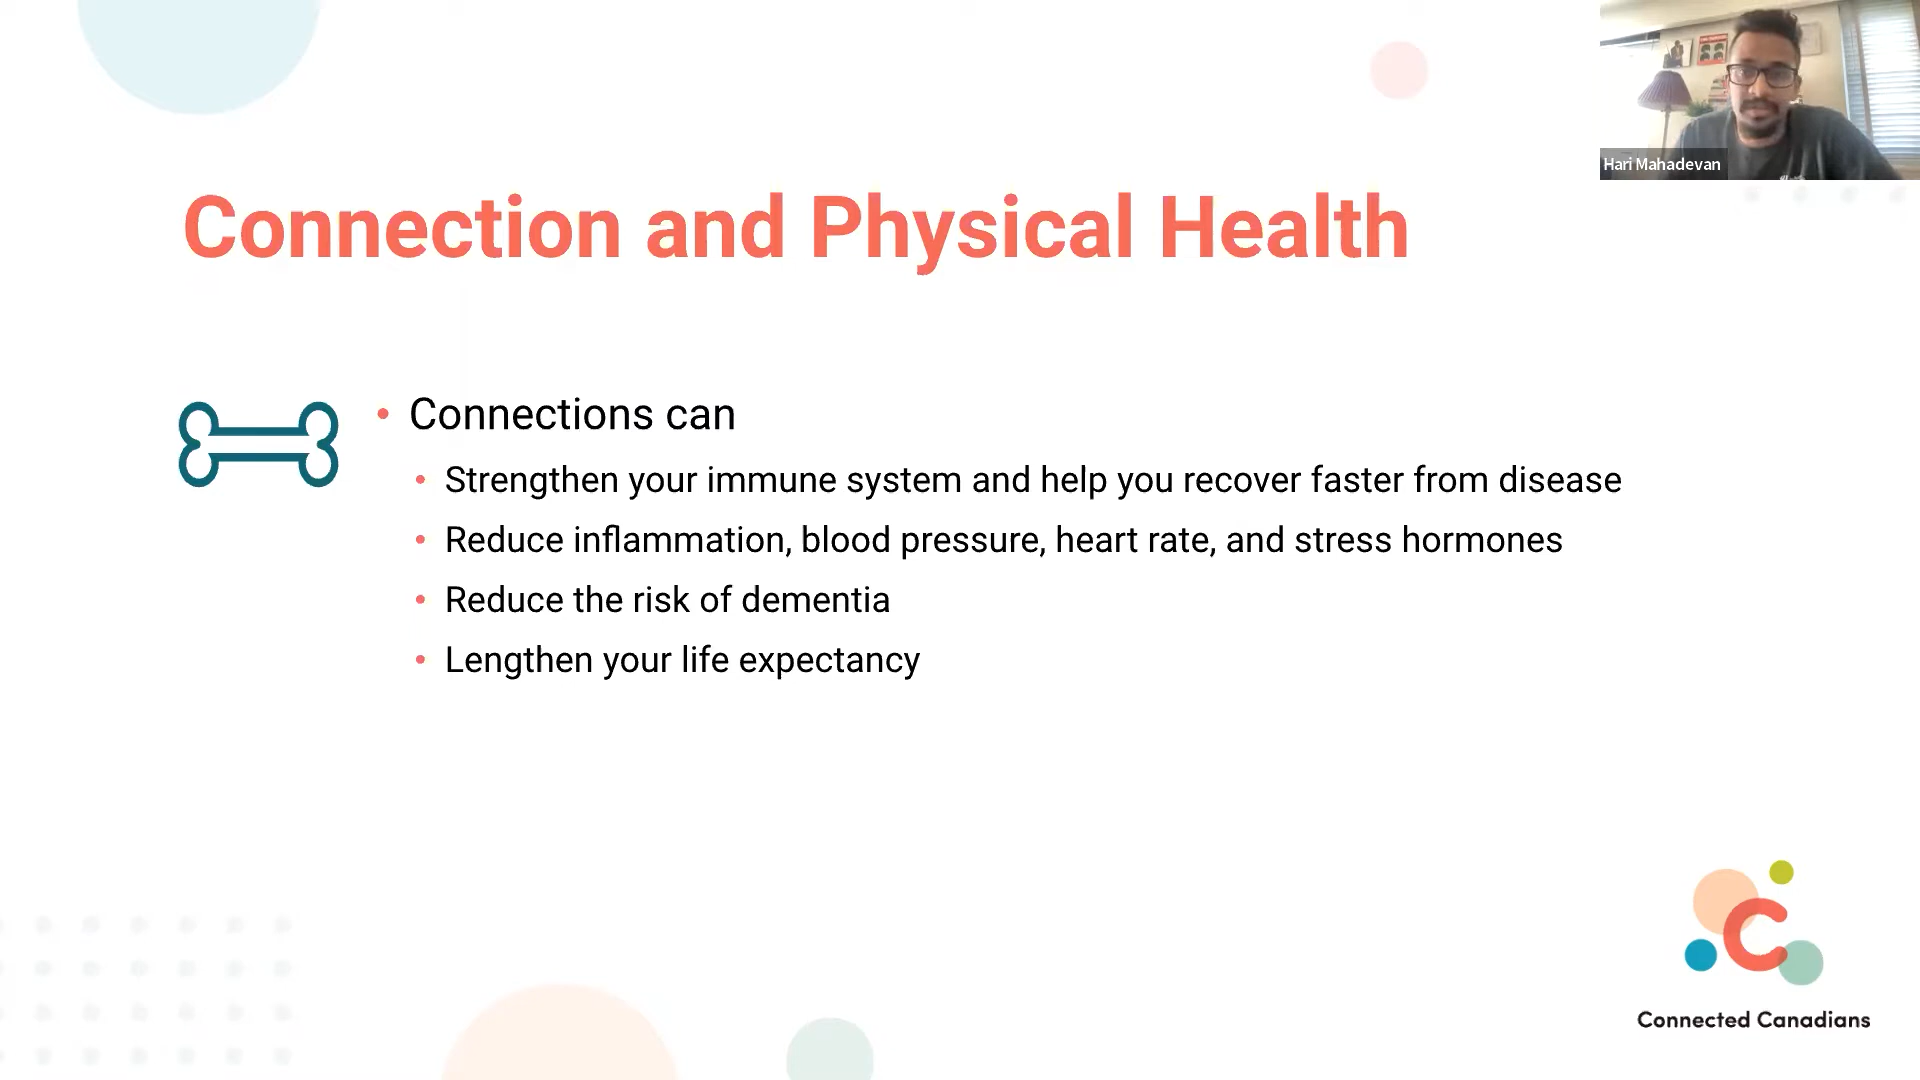 Hari Mahadevan
Connection and Physical Health
Connections can
Strengthen your immune system and help you recover faster from disease
Reduce inflammation, blood pressure, heart rate, and stress hormones
Reduce the risk of dementia
Lengthen your life expectancy
Connected Canadians